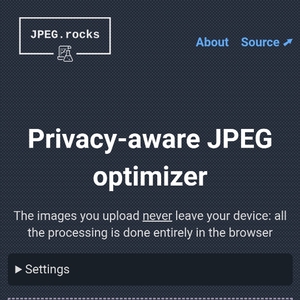 JPEG.rocks
About Source ⬈
Privacy-aware JPEG
optimizer
The images you upload never leave your device: all
the processing is done entirely in the browser
▶ Settings